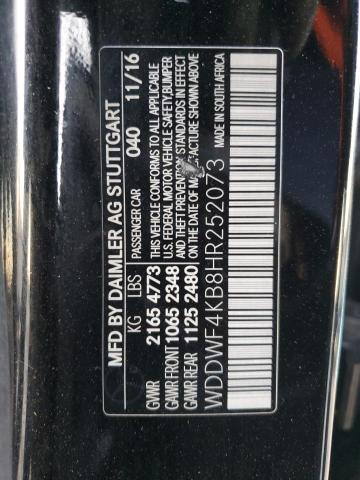 MFD BY DAIMLER AG STUTTGART
PASSENGER CAR 040 11/16
KG LBS
GVWR 2165 4773
GAWR FRONT 1065 2348
GAWR REAR 1125 2480
THIS VEHICLE CONFORMS TO ALL APPLICABLE
U.S. FEDERAL MOTOR VEHICLE SAFETY, BUMPER
AND THEFT PREVENTION STANDARDS IN EFFECT
ON THE DATE OF MANUFACTURE SHOWN ABOVE
WDDWF4KB8HR252073
MADE IN SOUTH AFRICA